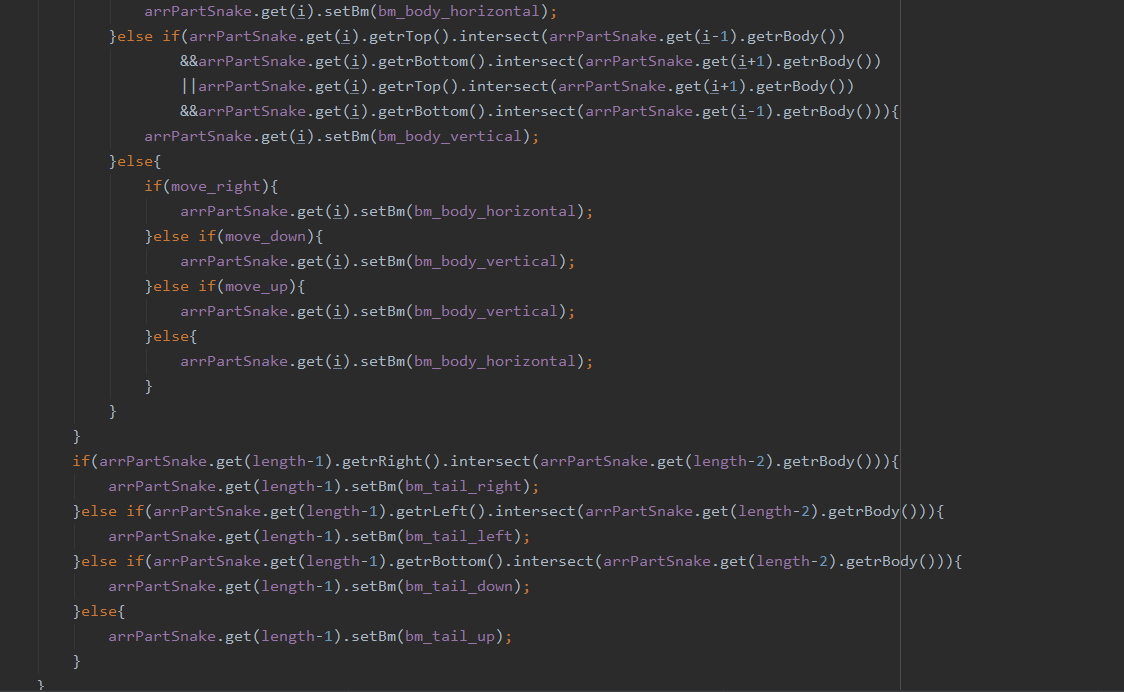 arrPartSnake.get(i).setBm(bm_body_horizontal);
}else if(arrPartSnake.get(i).getrTop().intersect(arrPartSnake.get(i-1).getrBody())
&&arrPartSnake.get(i).getrBottom().intersect(arrPartSnake.get(i+1).getrBody())
||arrPartSnake.get(i).getrTop().intersect(arrPartSnake.get(i+1).getrBody())
&&arrPartSnake.get(i).getrBottom().intersect(arrPartSnake.get(i-1).getrBody())){
arrPartSnake.get(i).setBm(bm_body_vertical);
}else{
if(move_right){
arrPartSnake.get(i).setBm(bm_body_horizontal);
}else if(move_down){
arrPartSnake.get(i).setBm(bm_body_vertical);
}else if(move_up){
arrPartSnake.get(i).setBm(bm_body_vertical);
}else{
arrPartSnake.get(i).setBm(bm_body_horizontal);
}
}
}
if(arrPartSnake.get(length-1).getrRight().intersect(arrPartSnake.get(length-2).getrBody())){
arrPartSnake.get(length-1).setBm(bm_tail_right);
}else if(arrPartSnake.get(length-1).getrLeft().intersect(arrPartSnake.get(length-2).getrBody())){
arrPartSnake.get(length-1).setBm(bm_tail_left);
}else if(arrPartSnake.get(length-1).getrBottom().intersect(arrPartSnake.get(length-2).getrBody())){
arrPartSnake.get(length-1).setBm(bm_tail_down);
}else{
arrPartSnake.get(length-1).setBm(bm_tail_up);
}
}